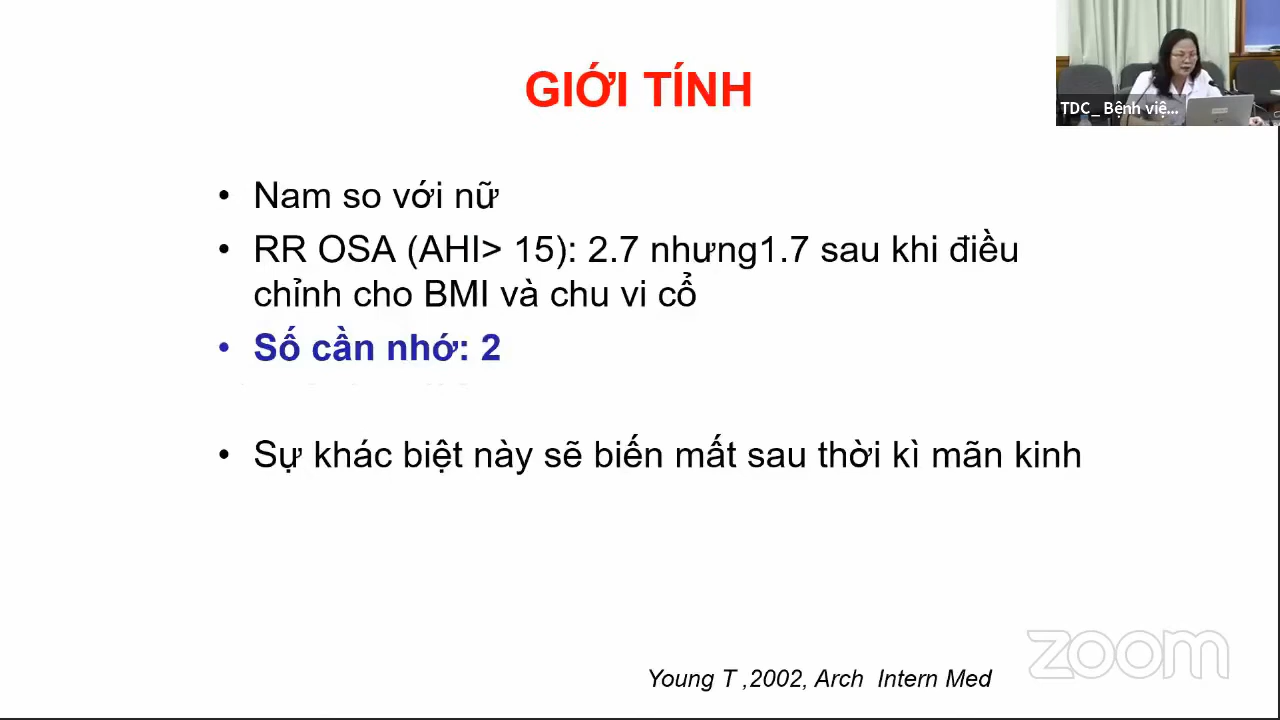 GIỚI TÍNH
TDC_ Bệnh việ...
• Nam so với nữ
• RR OSA (AHI> 15): 2.7 nhưng1.7 sau khi điều
chỉnh cho BMI và chu vi cổ
• Số cần nhớ: 2
• Sự khác biệt này sẽ biến mất sau thời kì mãn kinh
Young T ,2002, Arch Intern Med
zoom